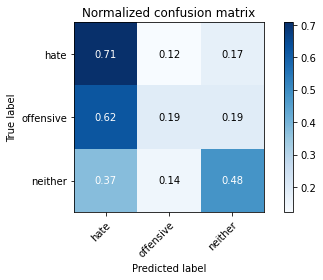 Normalized confusion matrix
True label
hate 0.71 0.12 0.17
offensive 0.62 0.19 0.19
neither 0.37 0.14 0.48
hate offensive neither
Predicted label
0.7
0.6
0.5
0.4
0.3
0.2